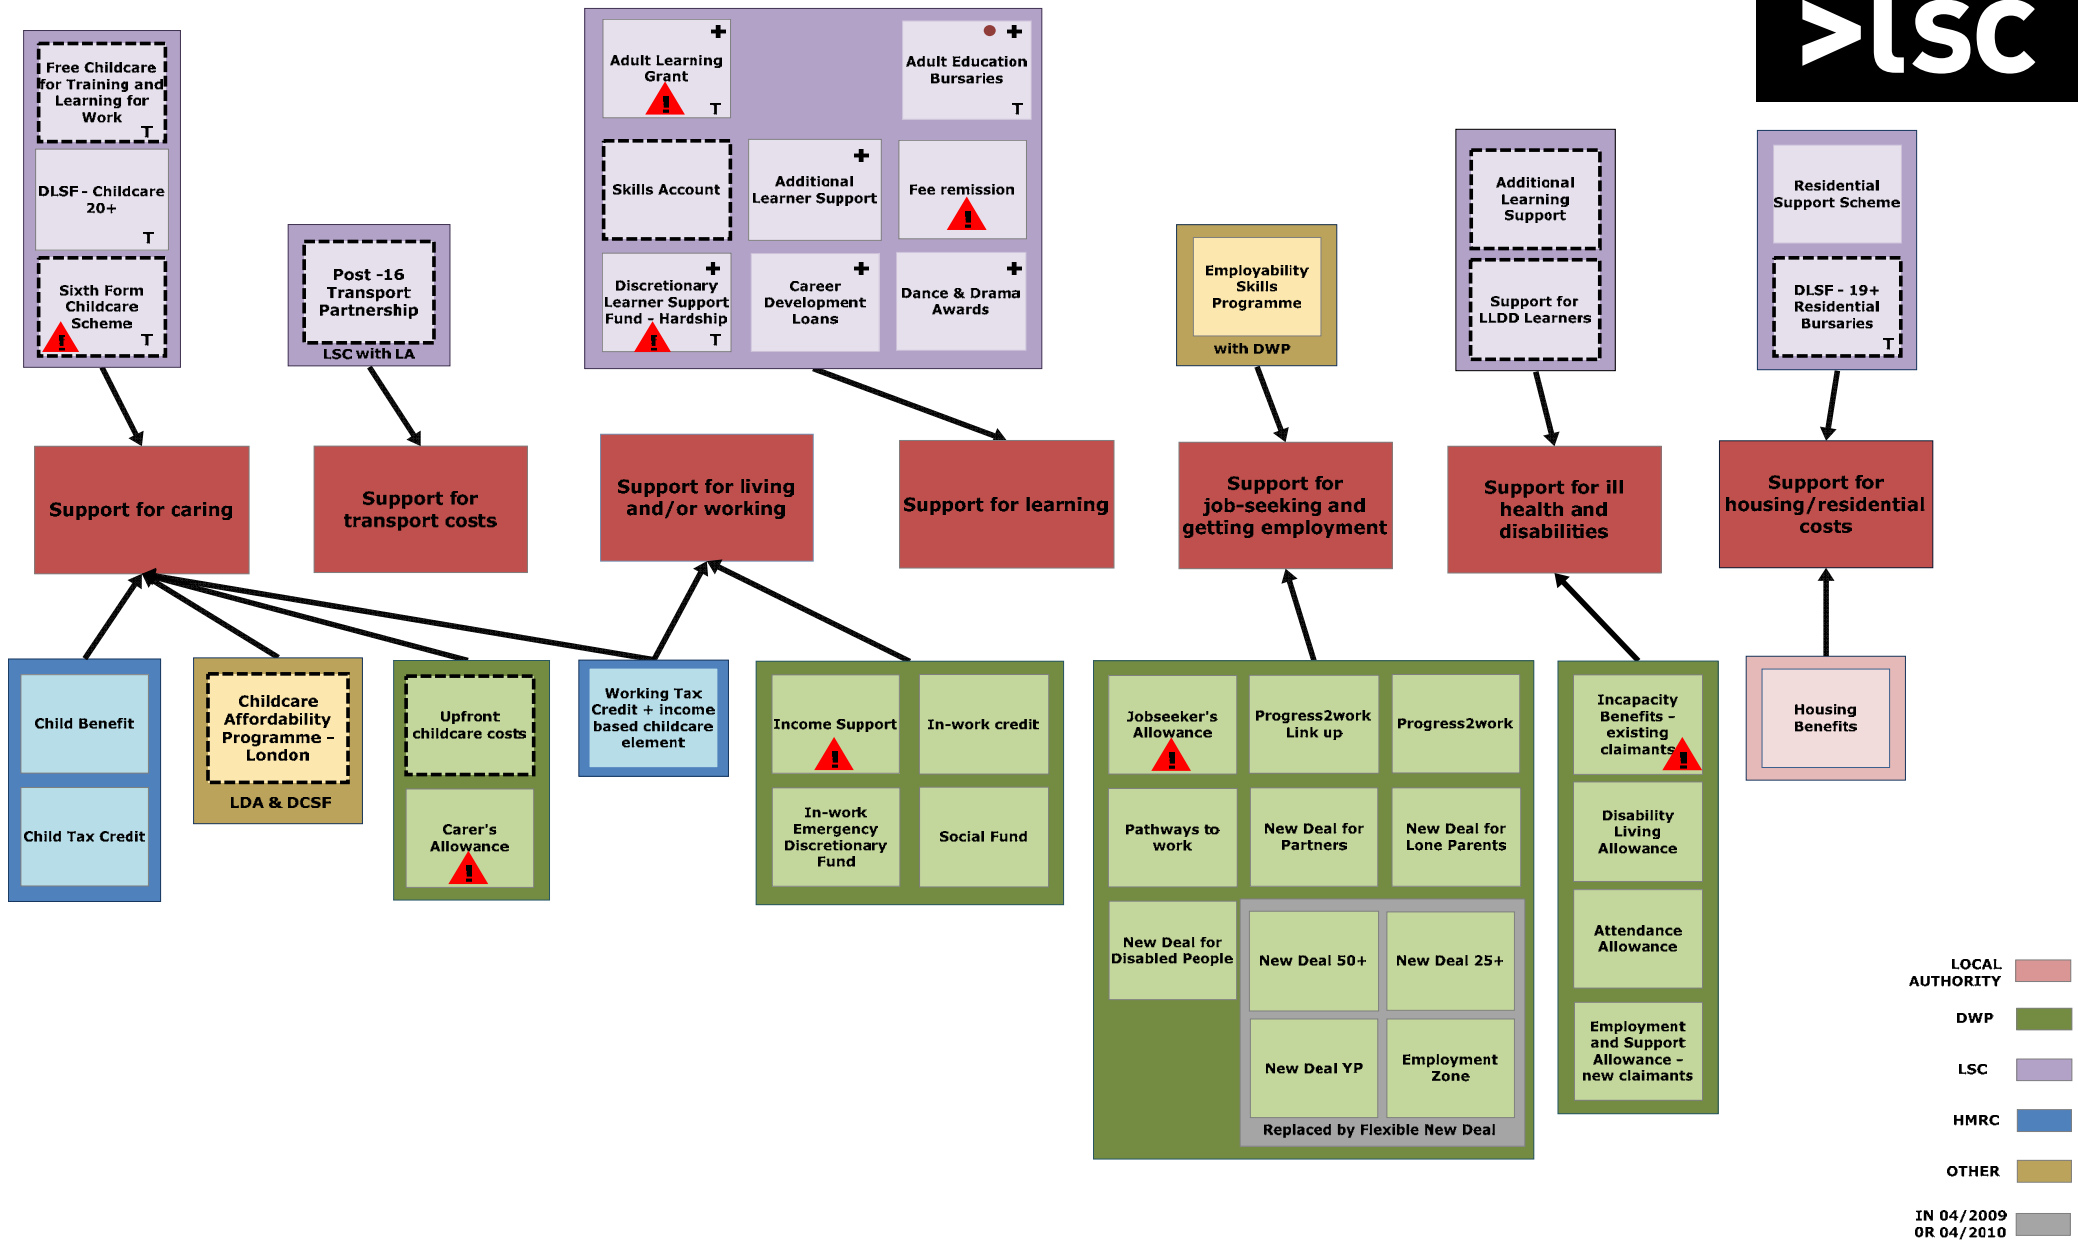 >lsc
Free Childcare
for Training and
Learning for
Work
T
DLSF - Childcare
20+
T
Sixth Form
Childcare
Scheme
!
T
Post -16
Transport
Partnership
LSC with LA
Adult Learning
Grant
!
T
Adult Education
Bursaries
T
Skills Account
Additional
Learner Support
Fee remission
!
Discretionary
Learner Support
Fund - Hardship
!
T
Career
Development
Loans
Dance & Drama
Awards
Employability
Skills
Programme
with DWP
Additional
Learning
Support
Support for
LLDD Learners
Residential
Support Scheme
DLSF - 19+
Residential
Bursaries
T
Support for caring
Support for
transport costs
Support for living
and/or working
Support for learning
Support for
job-seeking and
getting employment
Support for ill
health and
disabilities
Support for
housing/residential
costs
Child Benefit
Child Tax Credit
Childcare
Affordability
Programme –
London
LDA & DCSF
Upfront
childcare costs
Carer's
Allowance
!
Working Tax
Credit + income
based childcare
element
Income Support
!
In-work credit
In-work
Emergency
Discretionary
Fund
Social Fund
Jobseeker's
Allowance
!
Progress2work
Link up
Progress2work
Pathways to
work
New Deal for
Partners
New Deal for
Lone Parents
New Deal for
Disabled People
New Deal 50+
New Deal 25+
New Deal YP
Employment
Zone
Replaced by Flexible New Deal
Incapacity
Benefits –
existing
claimants
!
Disability
Living
Allowance
Attendance
Allowance
Employment
and Support
Allowance –
new claimants
Housing
Benefits
LOCAL
AUTHORITY
DWP
LSC
HMRC
OTHER
IN 04/2009
0R 04/2010